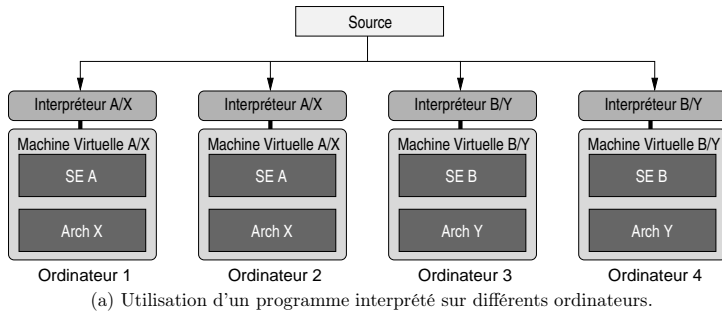 Source
Interpréteur A/X Interpréteur A/X Interpréteur B/Y Interpréteur B/Y
Machine Virtuelle A/X Machine Virtuelle A/X Machine Virtuelle B/Y Machine Virtuelle B/Y
SE A SE A SE B SE B
Arch X Arch X Arch Y Arch Y
Ordinateur 1 Ordinateur 2 Ordinateur 3 Ordinateur 4
(a) Utilisation d'un programme interprété sur différents ordinateurs.